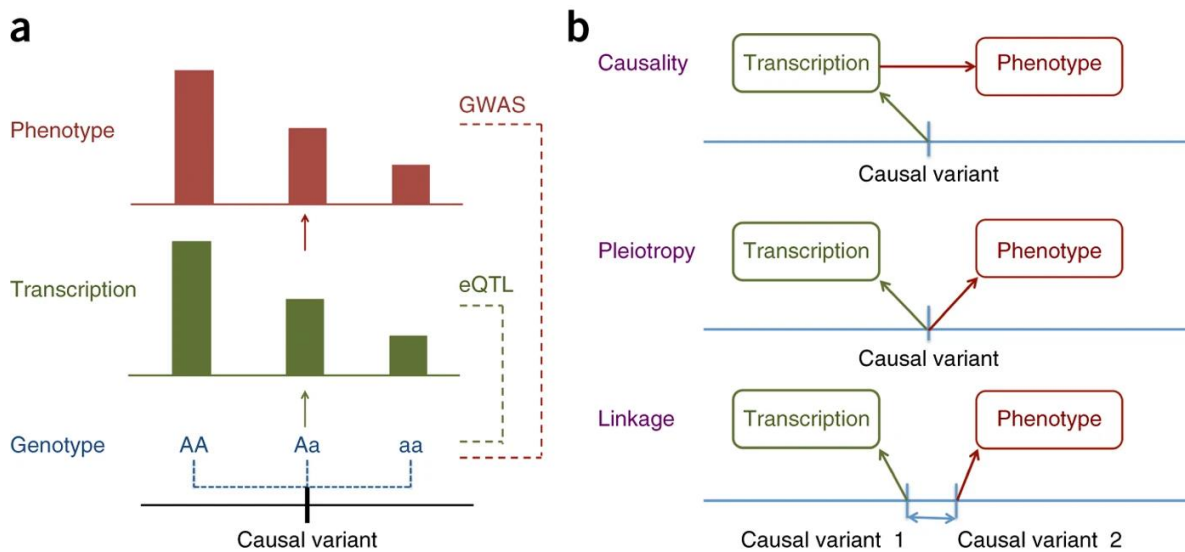 a
GWAS
Phenotype
eQTL
Transcription
Genotype AA Aa aa
Causal variant
b
Causality Transcription Phenotype
Causal variant
Pleiotropy Transcription Phenotype
Causal variant
Linkage Transcription Phenotype
Causal variant 1 Causal variant 2